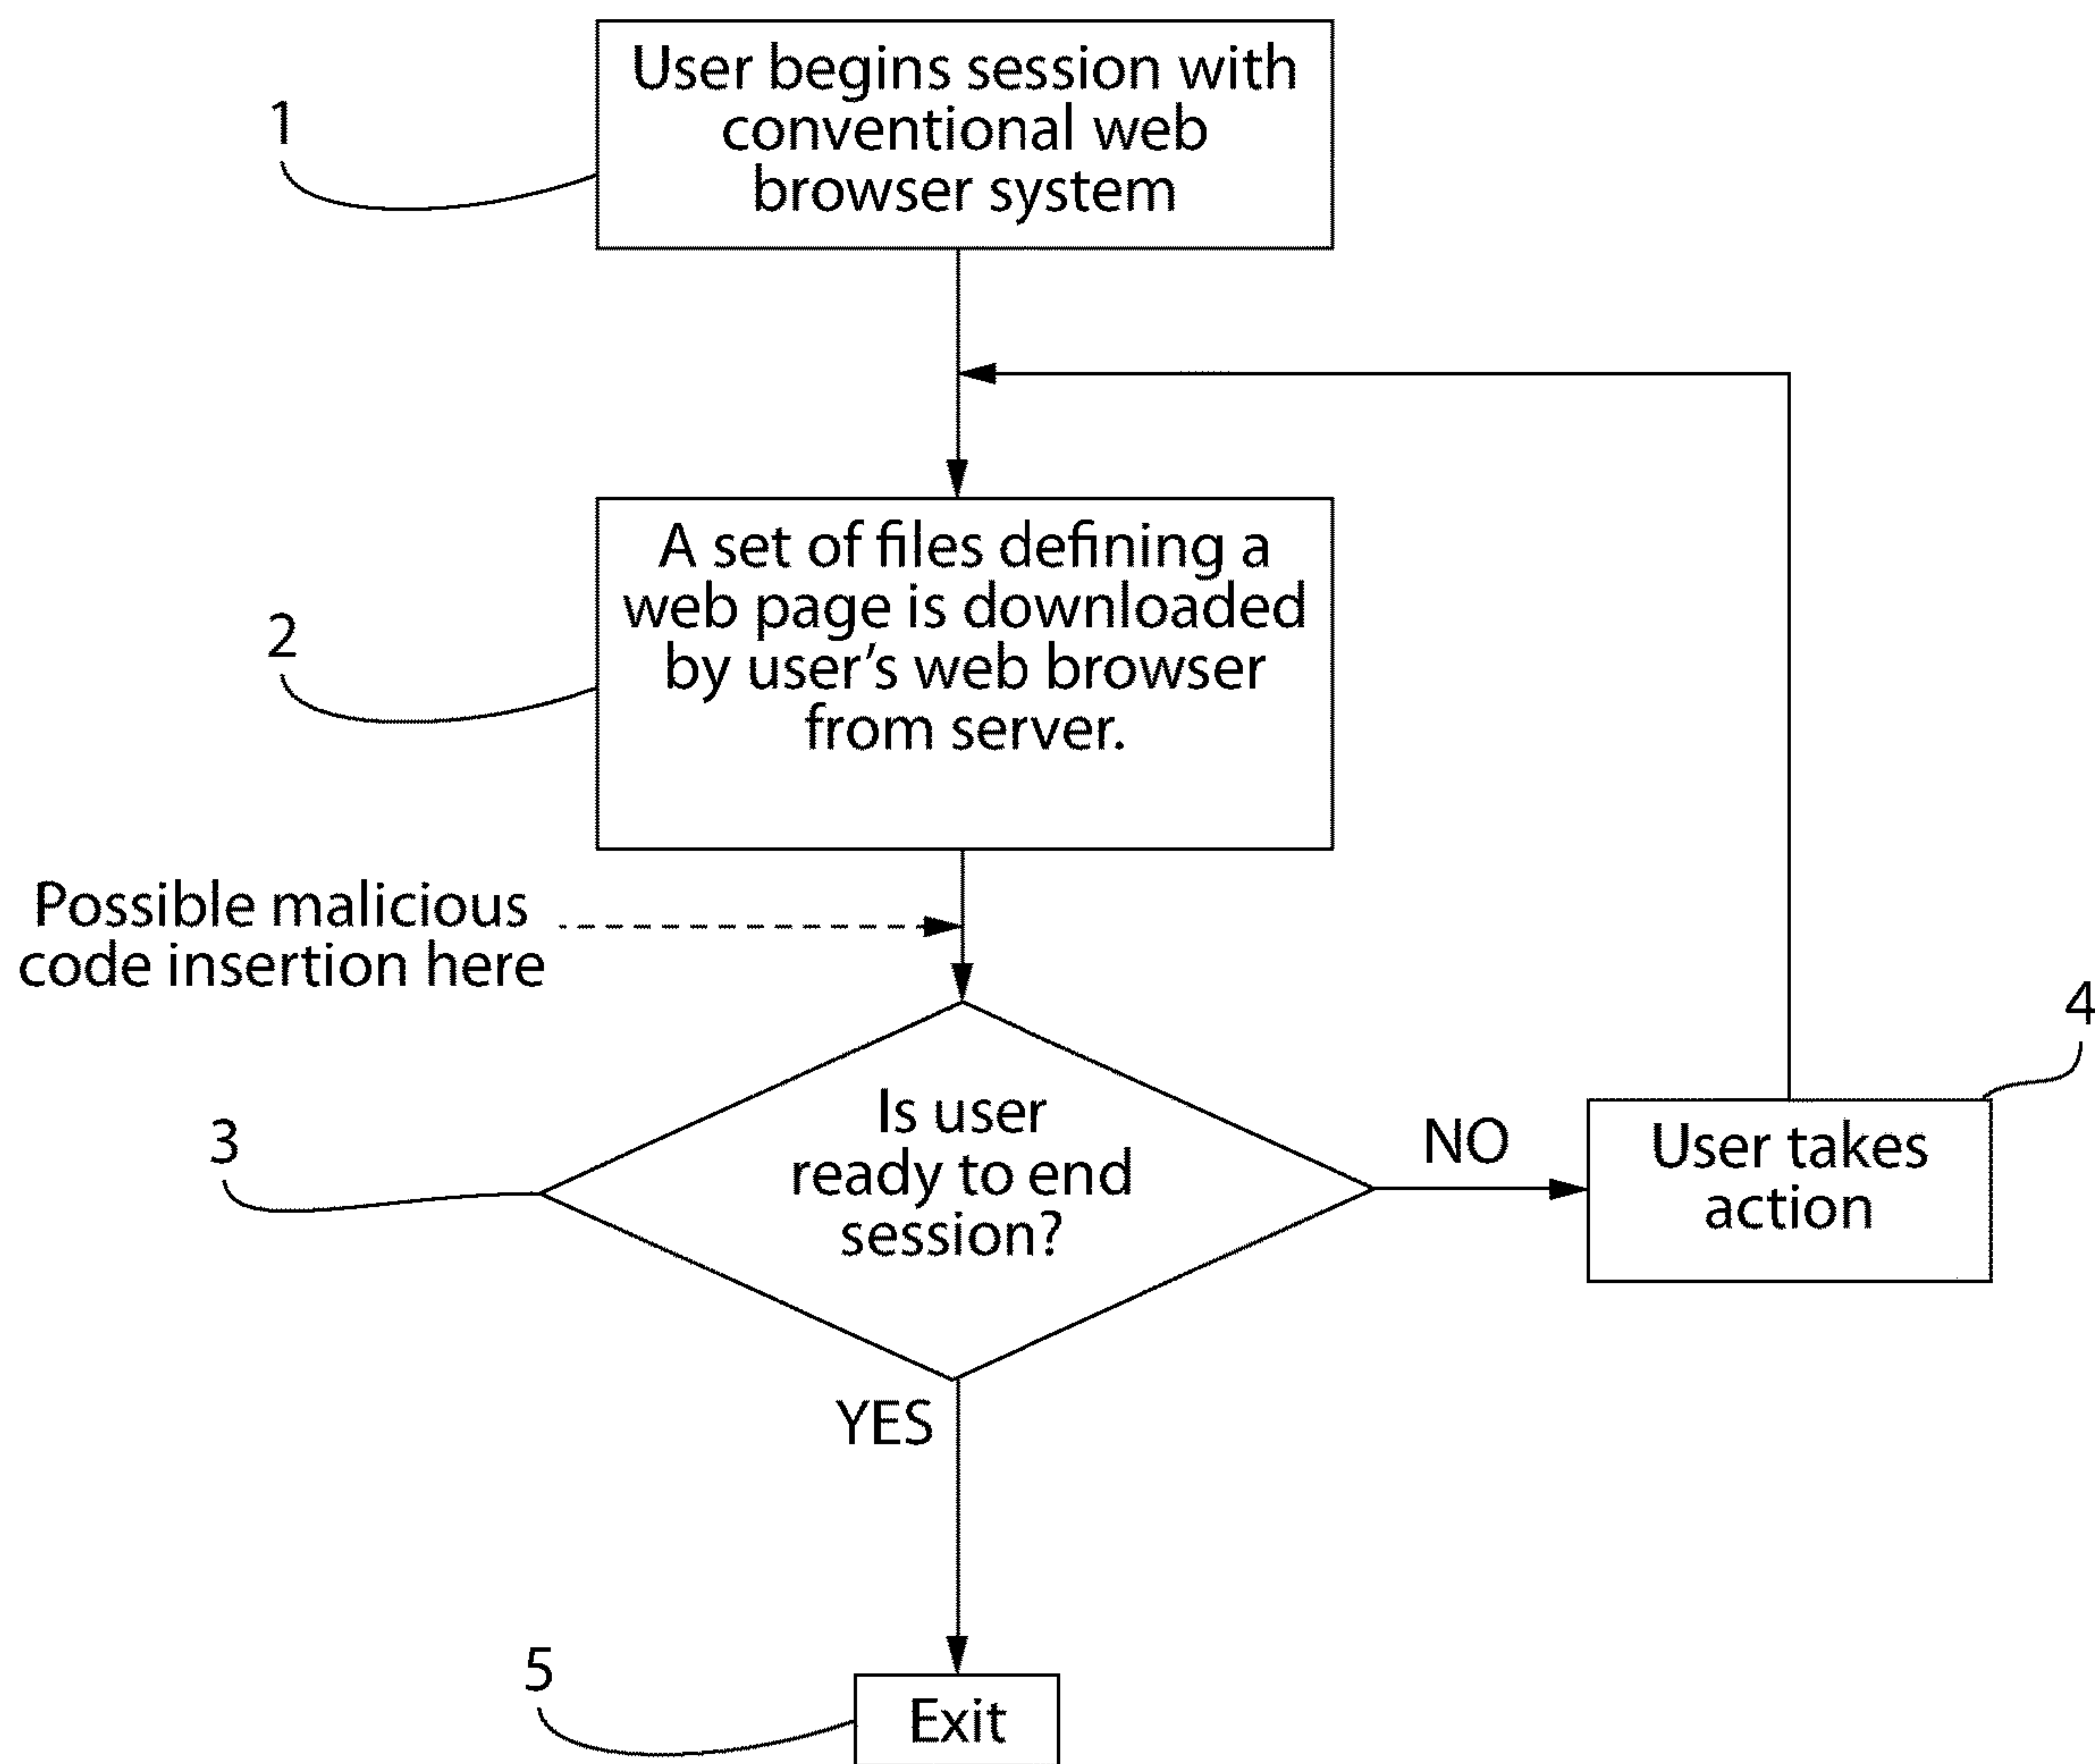 User begins session with
conventional web
browser system
1
A set of files defining a
web page is downloaded
by user’s web browser
from server.
2
Possible malicious
code insertion here
4
Is user
ready to end
session?
3
NO
User takes
action
YES
5
Exit